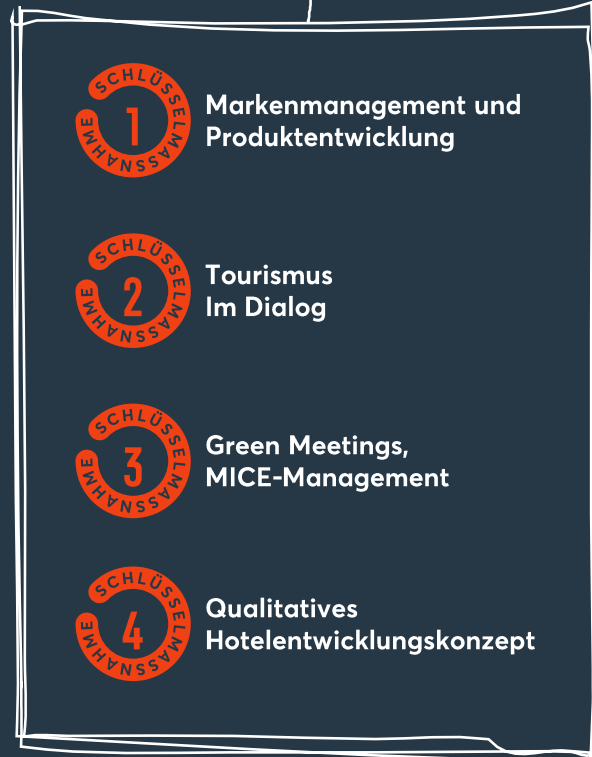 SCHLÜSSELMASSNAHME
1
Markenmanagement und
Produktentwicklung
SCHLÜSSELMASSNAHME
2
Tourismus
Im Dialog
SCHLÜSSELMASSNAHME
3
Green Meetings,
MICE-Management
SCHLÜSSELMASSNAHME
4
Qualitatives
Hotelentwicklungskonzept